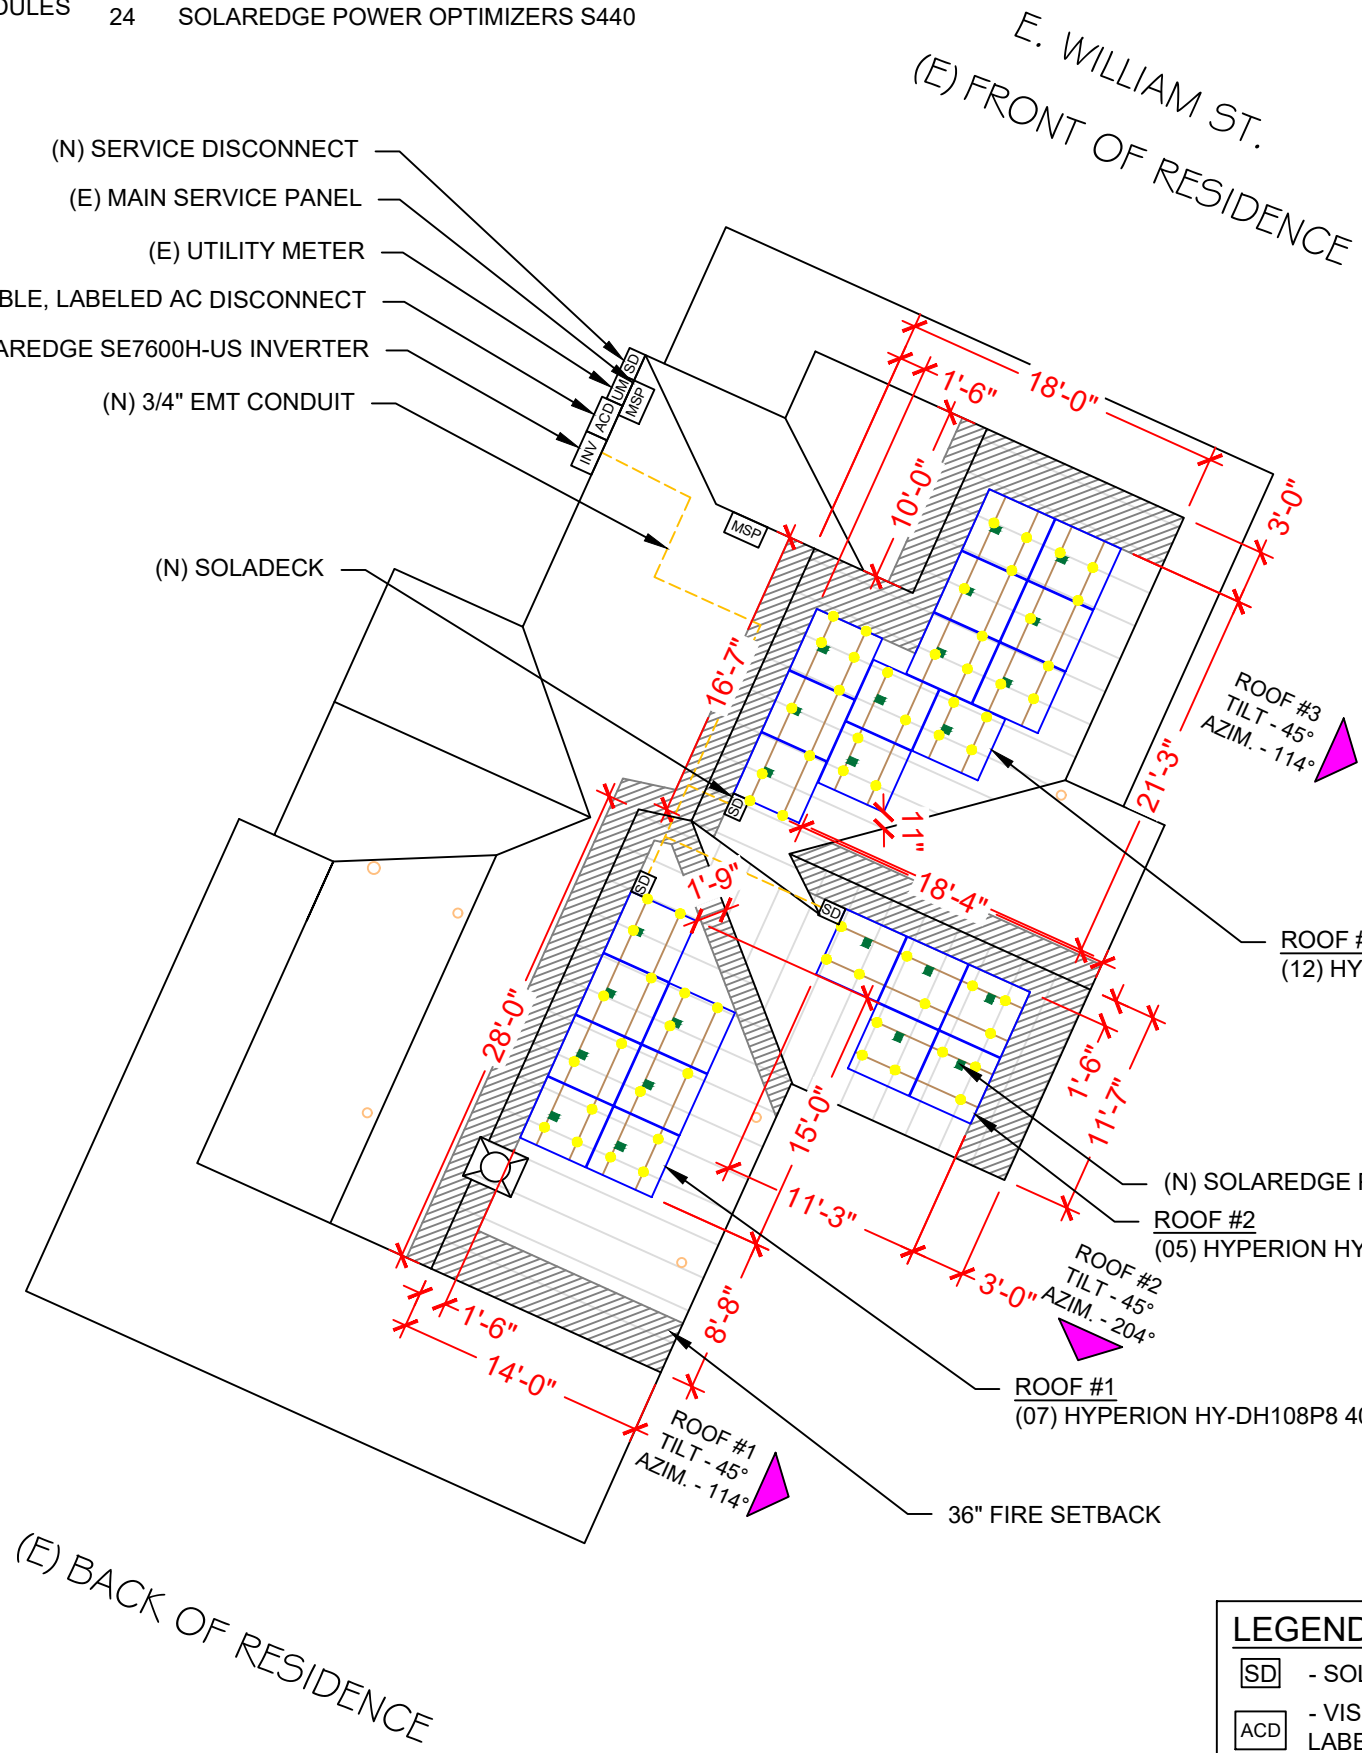 DULES
24 SOLAREDGE POWER OPTIMIZERS S440
E. WILLIAM ST.
(E) FRONT OF RESIDENCE
(N) SERVICE DISCONNECT
(E) MAIN SERVICE PANEL
(E) UTILITY METER
BLE, LABELED AC DISCONNECT
AREDGE SE7600H-US INVERTER
(N) 3/4" EMT CONDUIT
(N) SOLADECK
SD
UM
MSP
ACD
INV
MSP
1'-6"
18'-0"
10'-0"
3'-0"
16'-7"
21'-3"
ROOF #3
TILT - 45°
AZIM. - 114°
SD
11"
SD
1'-9"
18'-4"
SD
ROOF #
(12) HY
28'-0"
1'-6"
11'-7"
15'-0"
11'-3"
3'-0"
(N) SOLAREDGE
ROOF #2
(05) HYPERION HY
ROOF #2
TILT - 45°
AZIM. - 204°
8'-8"
1'-6"
14'-0"
ROOF #1
(07) HYPERION HY-DH108P8 40
ROOF #1
TILT - 45°
AZIM. - 114°
36" FIRE SETBACK
(E) BACK OF RESIDENCE
LEGEND
SD - SOL
ACD - VIS
LABE